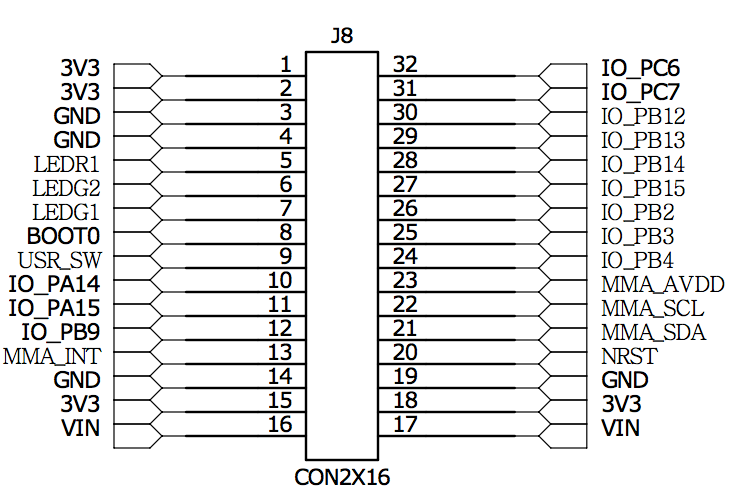 J8
3V3 1 32 IO_PC6
3V3 2 31 IO_PC7
GND 3 30 IO_PB12
GND 4 29 IO_PB13
LEDR1 5 28 IO_PB14
LEDG2 6 27 IO_PB15
LEDG1 7 26 IO_PB2
BOOT0 8 25 IO_PB3
USR_SW 9 24 IO_PB4
IO_PA14 10 23 MMA_AVDD
IO_PA15 11 22 MMA_SCL
IO_PB9 12 21 MMA_SDA
MMA_INT 13 20 NRST
GND 14 19 GND
3V3 15 18 3V3
VIN 16 17 VIN
CON2X16